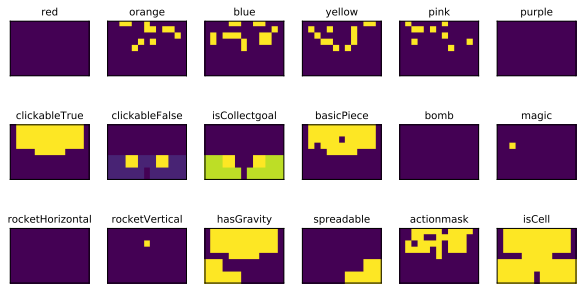 red orange blue yellow pink purple
clickableTrue clickableFalse isCollectgoal basicPiece bomb magic
rocketHorizontal rocketVertical hasGravity spreadable actionmask isCell